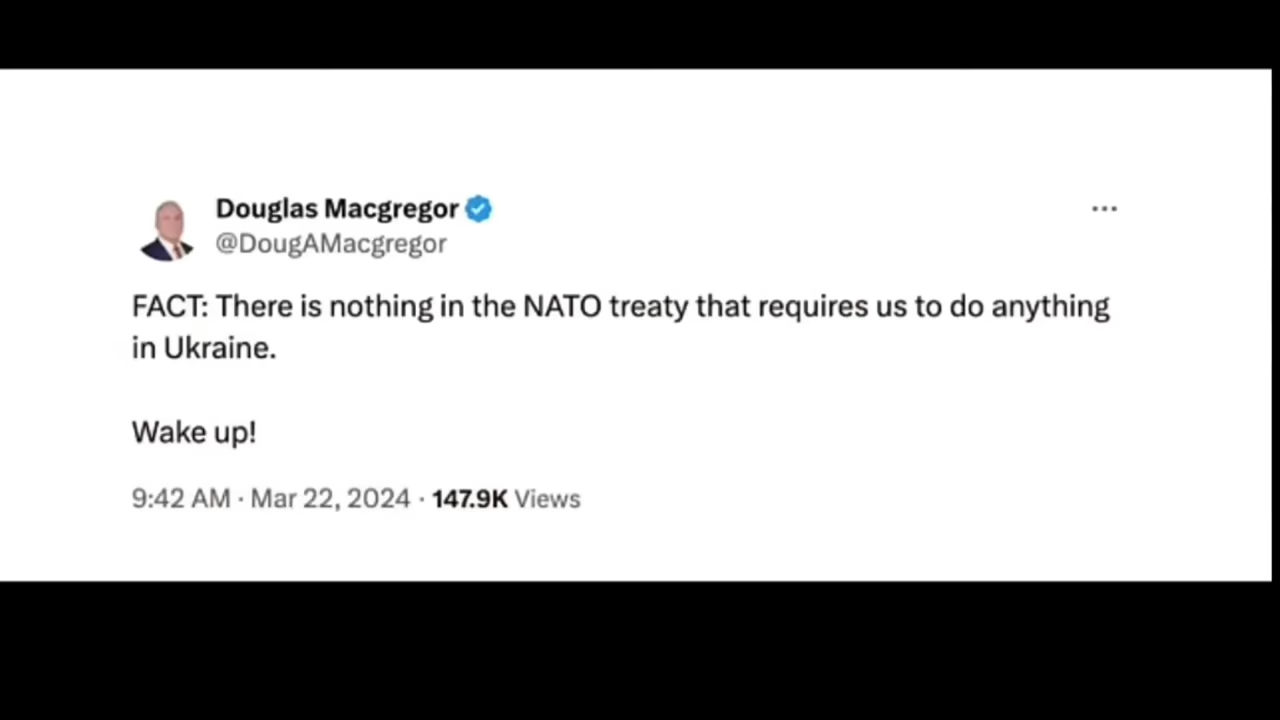 Douglas Macgregor
@DougAMacgregor
FACT: There is nothing in the NATO treaty that requires us to do anything
in Ukraine.
Wake up!
9:42 AM · Mar 22, 2024 · 147.9K Views